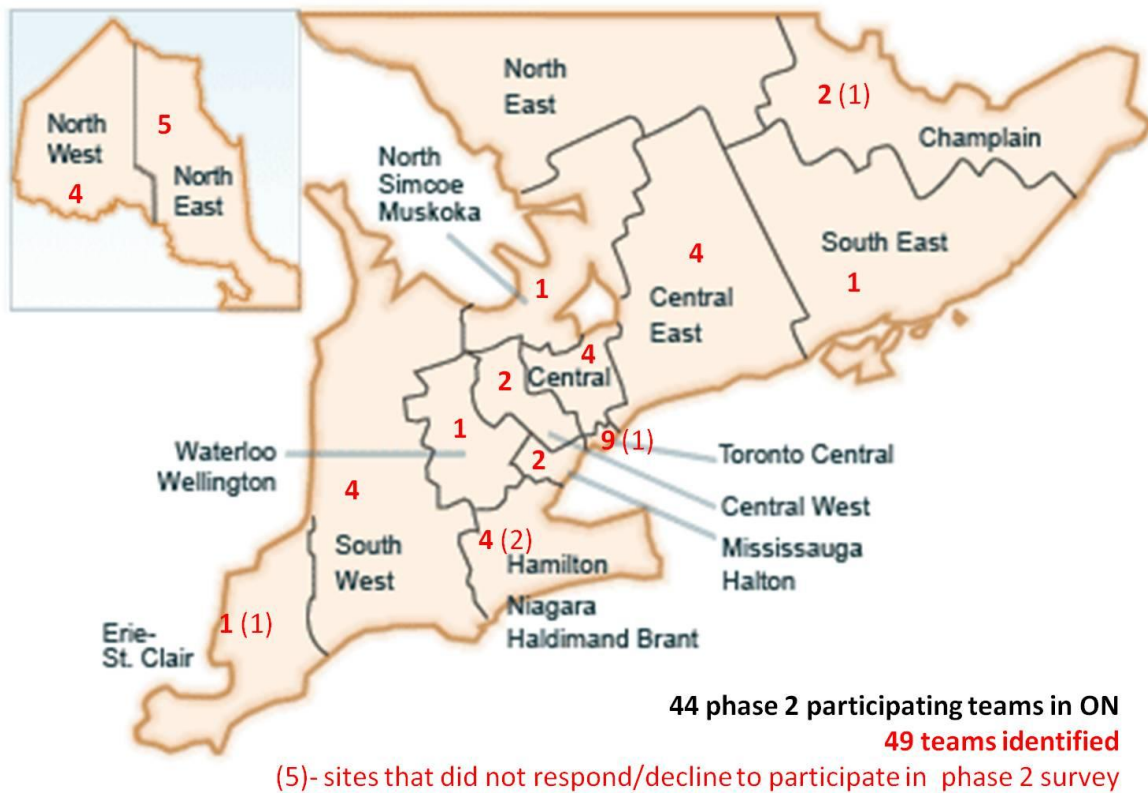 North
West
4
5
North
East
North
East
2 (1)
Champlain
North
Simcoe
Muskoka
South East
1
4
Central
East
1
4
Central
2
1
Waterloo
Wellington
9 (1)
Toronto Central
2
Central West
4
Mississauga
Halton
South
West
4 (2)
Hamilton
Niagara
Haldimand Brant
1 (1)
Erie-
St. Clair
44 phase 2 participating teams in ON
49 teams identified
(5)- sites that did not respond/decline to participate in phase 2 survey